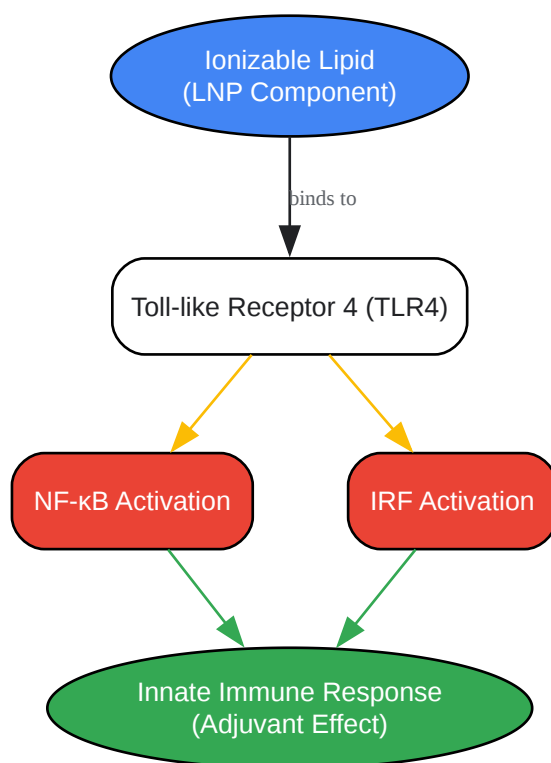 Ionizable Lipid
(LNP Component)
binds to
Toll-like Receptor 4 (TLR4)
NF-κB Activation
IRF Activation
Innate Immune Response
(Adjuvant Effect)